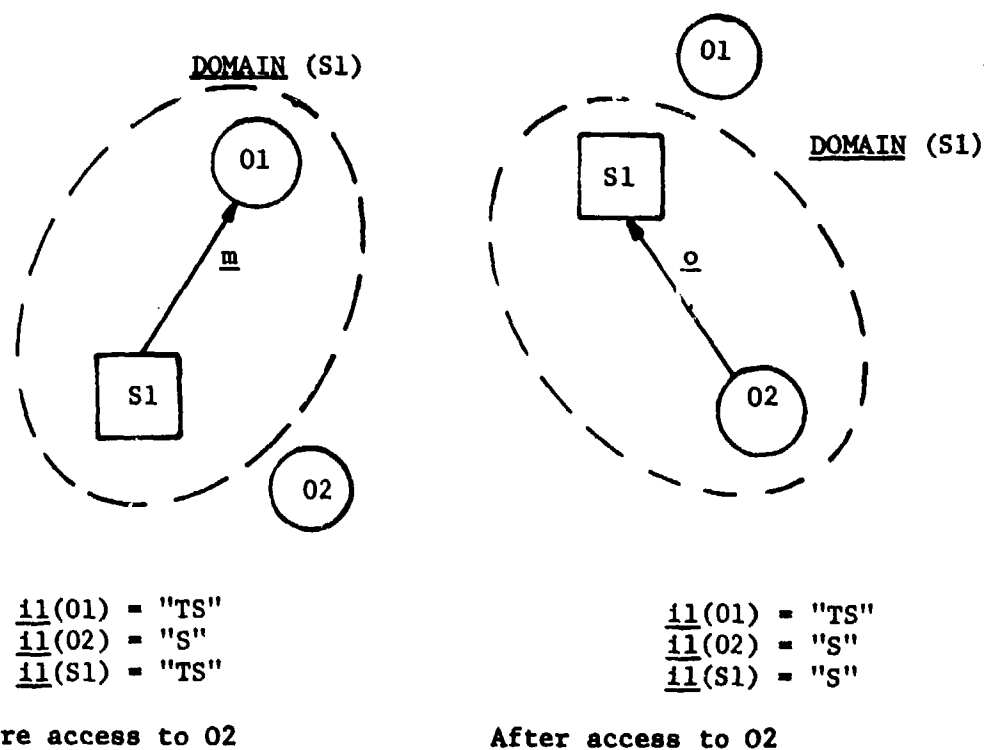 DOMAIN (S1)
O1
m
S1
O2
il(O1) = "TS"
il(O2) = "S"
il(S1) = "TS"
re access to O2
O1
DOMAIN (S1)
S1
o
O2
il(O1) = "TS"
il(O2) = "S"
il(S1) = "S"
After access to O2